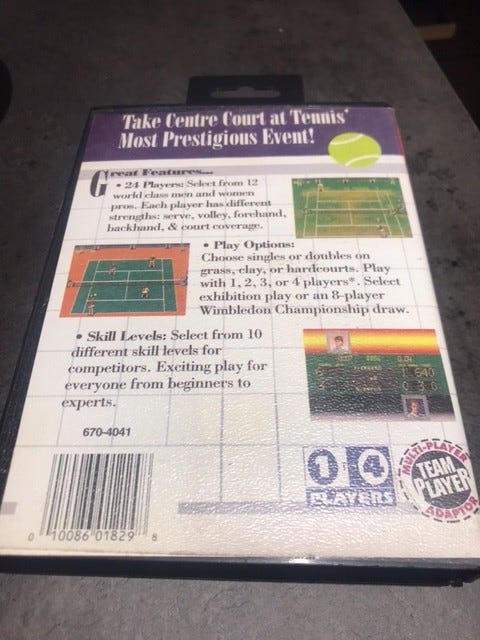 Take Centre Court at Tennis'
Most Prestigious Event!
Great Features...
• 24 Players: Select from 12
world class men and women
pros. Each player has different
strengths: serve, volley, forehand,
backhand, & court coverage.
• Play Options:
Choose singles or doubles on
grass, clay, or hardcourts. Play
with 1, 2, 3, or 4 players*. Select
exhibition play or an 8-player
Wimbledon Championship draw.
• Skill Levels: Select from 10
different skill levels for
competitors. Exciting play for
everyone from beginners to
experts.
670-4041
1 4
PLAYERS
MULTI-PLAYER
TEAM
PLAYER
ADAPTOR
0 10086 01829 8